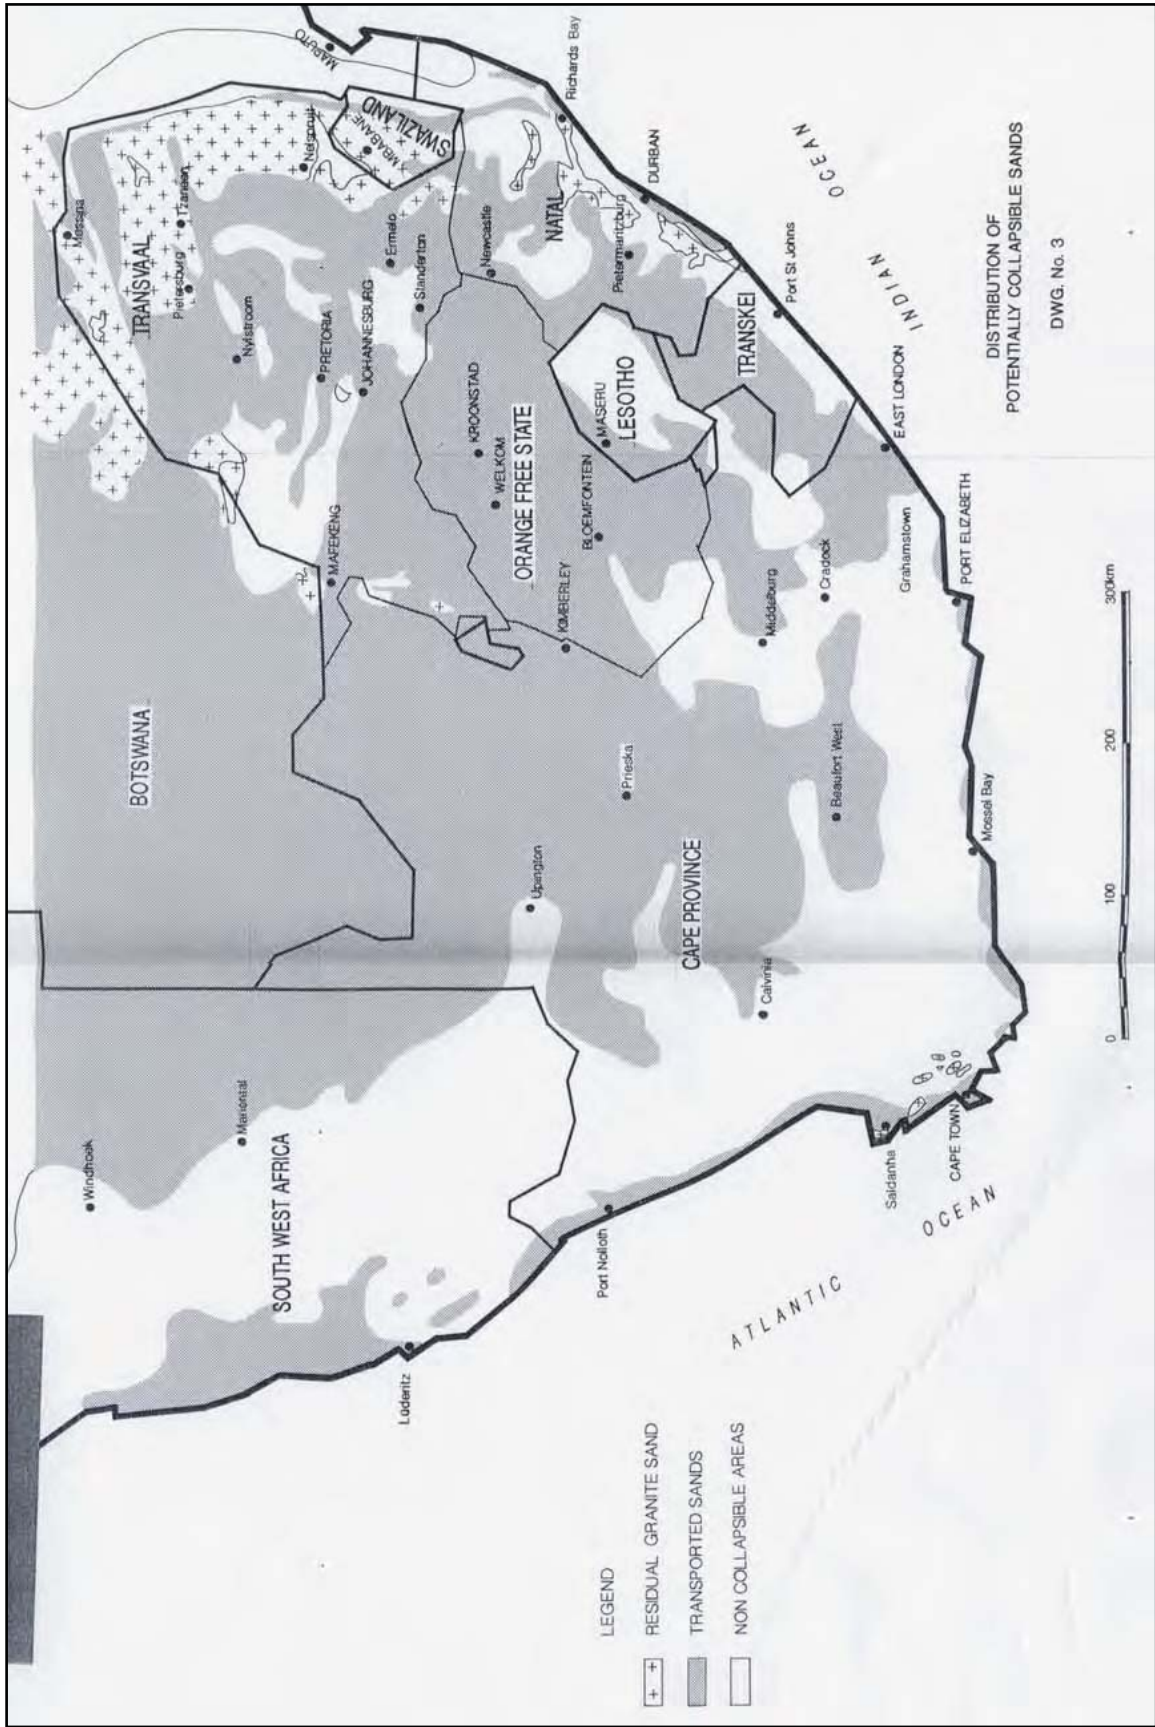 Windhoek
BOTSWANA
TRANSVAAL
Messina
Pietersburg
Tzaneen
Nylstroom
Nelspruit
MAPUTO
Mariental
SOUTH WEST AFRICA
MAFEKENG
PRETORIA
JOHANNESBURG
Ermelo
MBABANE
SWAZILAND
Standerton
Lüderitz
KROONSTAD
WELKOM
Newcastle
ORANGE FREE STATE
Upington
KIMBERLEY
BLOEMFONTEIN
MASERU
LESOTHO
NATAL
Richards Bay
Pietermaritzburg
DURBAN
Port Nolloth
Prieska
CAPE PROVINCE
TRANSKEI
Port St Johns
Calvinia
Middelburg
Beaufort West
Cradock
EAST LONDON
Grahamstown
Saldanha
CAPE TOWN
Mossel Bay
PORT ELIZABETH
ATLANTIC
OCEAN
INDIAN
OCEAN
LEGEND
RESIDUAL GRANITE SAND
TRANSPORTED SANDS
NON COLLAPSIBLE AREAS
0 100 200 300km
DISTRIBUTION OF
POTENTIALLY COLLAPSIBLE SANDS
DWG. No. 3